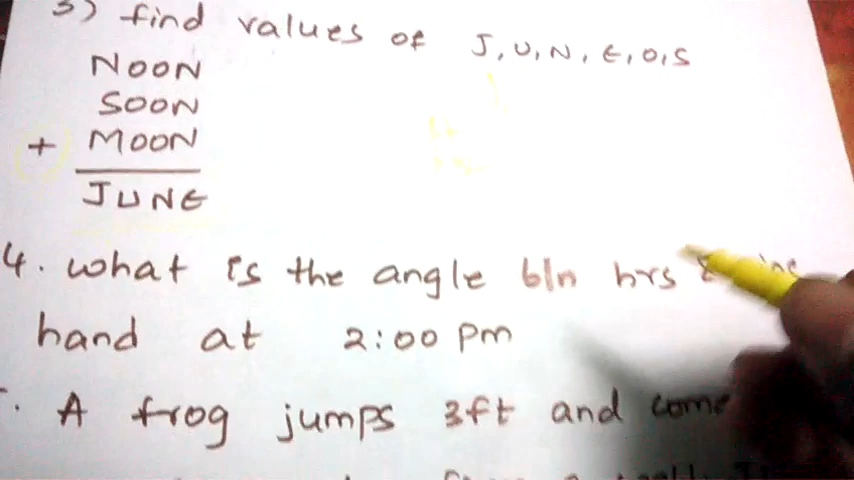 3) find values of J, U, N, E, O, S
NOON
SOON
+ MOON
JUNE
4. what is the angle b/n hrs &
hand at 2:00 pm
A frog jumps 3ft and come